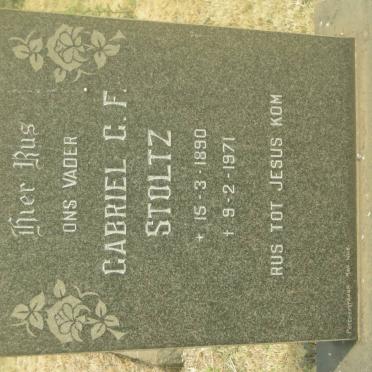 Hier Rus
ONS VADER
GABRIEL G. F.
STOLTZ
* 15-3-1890
† 9-2-1971
RUS TOT JESUS KOM